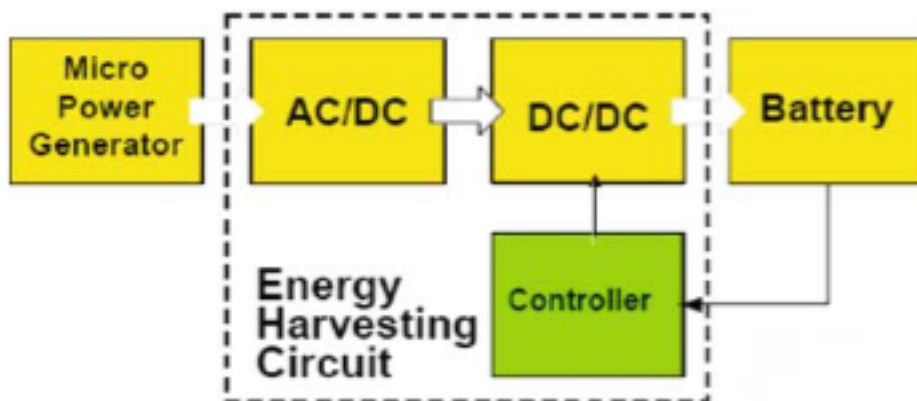 Micro
Power
Generator
AC/DC
DC/DC
Battery
Controller
Energy
Harvesting
Circuit